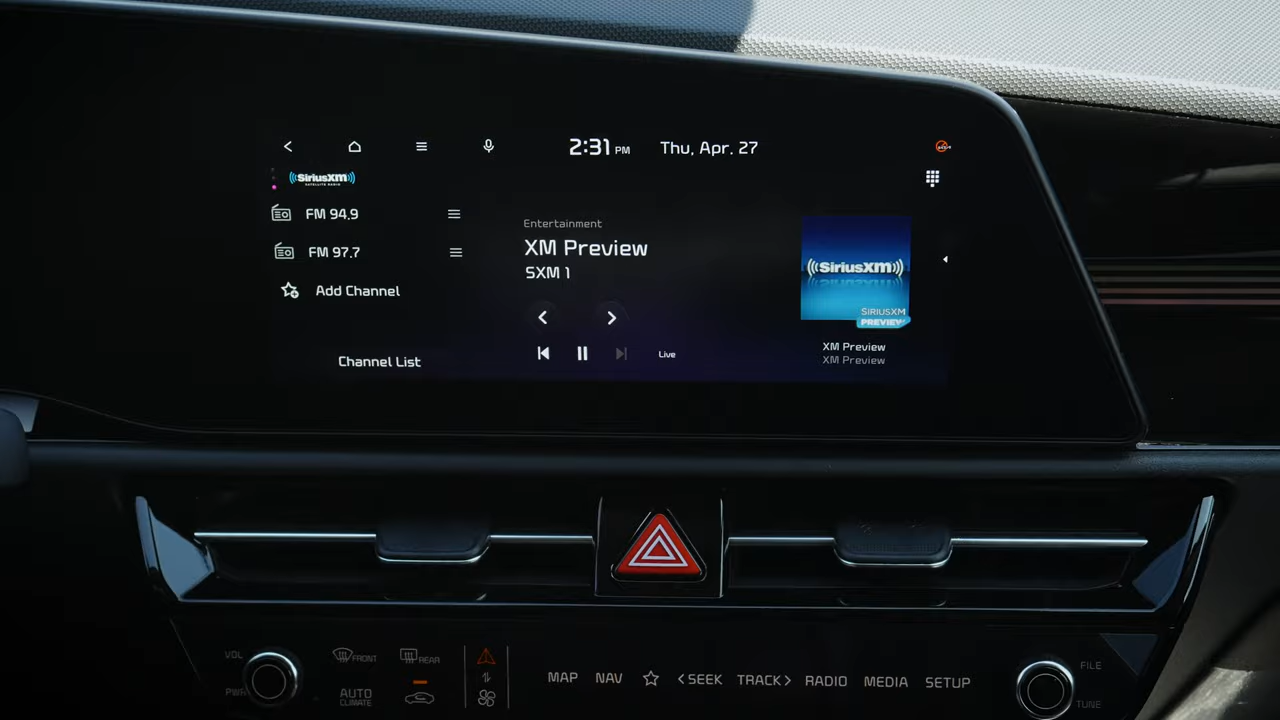 2:31 PM Thu, Apr. 27
SiriusXM
SATELLITE RADIO
FM 94.9
FM 97.7
Add Channel
Channel List
Entertainment
XM Preview
SXM 1
Live
SiriusXM
SIRIUSXM
PREVIEW
XM Preview
XM Preview
VOL
PWR
FRONT
REAR
AUTO
CLIMATE
MAP NAV SEEK TRACK RADIO MEDIA SETUP
FILE
TUNE